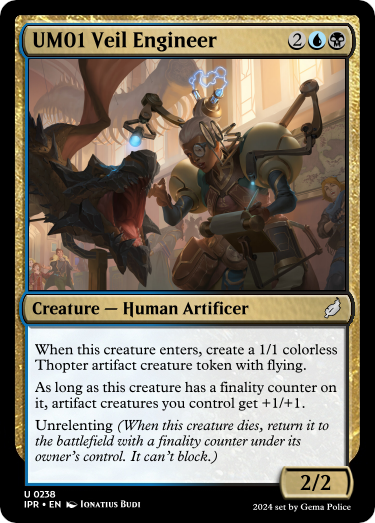 UM01 Veil Engineer 2
Creature — Human Artificer
When this creature enters, create a 1/1 colorless
Thopter artifact creature token with flying.
As long as this creature has a finality counter on
it, artifact creatures you control get +1/+1.
Unrelenting (When this creature dies, return it to
the battlefield with a finality counter under its
owner's control. It can't block.)
2/2
U 0238
IPR • EN Ionatius Budi
2024 set by Gema Police